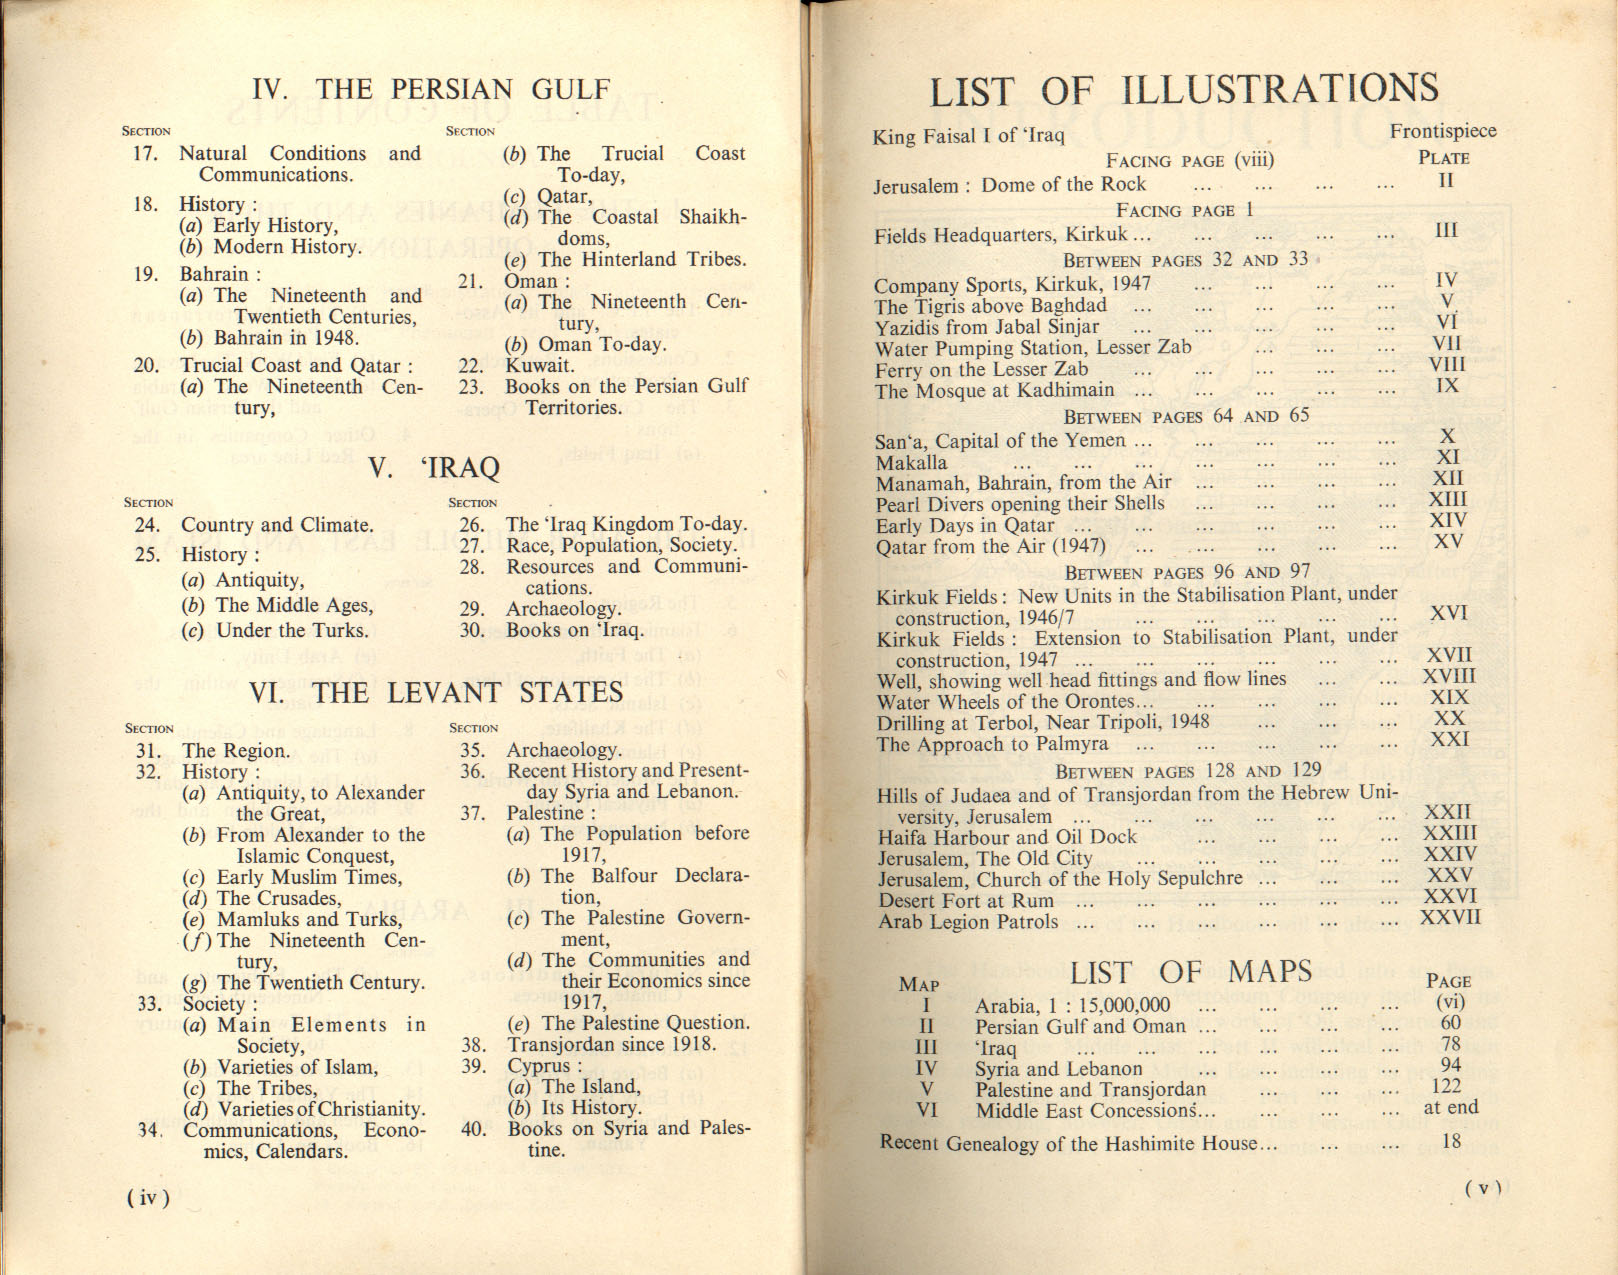 IV. THE PERSIAN GULF
SECTION
17. Natural Conditions and
Communications.
18. History :
(a) Early History,
(b) Modern History.
19. Bahrain :
(a) The Nineteenth and
Twentieth Centuries,
(b) Bahrain in 1948.
20. Trucial Coast and Qatar :
(a) The Nineteenth Cen-
tury,
SECTION
(b) The Trucial Coast
To-day,
(c) Qatar,
(d) The Coastal Shaikh-
doms,
(e) The Hinterland Tribes.
21. Oman :
(a) The Nineteenth Cen-
tury,
(b) Oman To-day.
22. Kuwait.
23. Books on the Persian Gulf
Territories.
V. ‘IRAQ
SECTION
24. Country and Climate.
25. History :
(a) Antiquity,
(b) The Middle Ages,
(c) Under the Turks.
SECTION
26. The ‘Iraq Kingdom To-day.
27. Race, Population, Society.
28. Resources and Communi-
cations.
29. Archaeology.
30. Books on ‘Iraq.
VI. THE LEVANT STATES
SECTION
31. The Region.
32. History :
(a) Antiquity, to Alexander
the Great,
(b) From Alexander to the
Islamic Conquest,
(c) Early Muslim Times,
(d) The Crusades,
(e) Mamluks and Turks,
(f) The Nineteenth Cen-
tury,
(g) The Twentieth Century.
33. Society :
(a) Main Elements in
Society,
(b) Varieties of Islam,
(c) The Tribes,
(d) Varieties of Christianity.
34. Communications, Econo-
mics, Calendars.
SECTION
35. Archaeology.
36. Recent History and Present-
day Syria and Lebanon.
37. Palestine :
(a) The Population before
1917,
(b) The Balfour Declara-
tion,
(c) The Palestine Govern-
ment,
(d) The Communities and
their Economics since
1917,
(e) The Palestine Question.
38. Transjordan since 1918.
39. Cyprus :
(a) The Island,
(b) Its History.
40. Books on Syria and Pales-
tine.
(iv)
LIST OF ILLUSTRATIONS
King Faisal I of ‘Iraq Frontispiece
FACING PAGE (viii) PLATE
Jerusalem : Dome of the Rock ... ... ... ... II
FACING PAGE 1
Fields Headquarters, Kirkuk ... ... ... ... ... III
BETWEEN PAGES 32 AND 33
Company Sports, Kirkuk, 1947 ... ... ... ... IV
The Tigris above Baghdad ... ... ... ... ... V
Yazidis from Jabal Sinjar ... ... ... ... ... VI
Water Pumping Station, Lesser Zab ... ... ... VII
Ferry on the Lesser Zab ... ... ... ... ... VIII
The Mosque at Kadhimain ... ... ... ... ... IX
BETWEEN PAGES 64 AND 65
San‘a, Capital of the Yemen ... ... ... ... ... X
Makalla ... ... ... ... ... ... ... XI
Manamah, Bahrain, from the Air ... ... ... ... XII
Pearl Divers opening their Shells ... ... ... ... XIII
Early Days in Qatar ... ... ... ... ... ... XIV
Qatar from the Air (1947) ... ... ... ... ... XV
BETWEEN PAGES 96 AND 97
Kirkuk Fields : New Units in the Stabilisation Plant, under
construction, 1946/7 ... ... ... ... ... XVI
Kirkuk Fields : Extension to Stabilisation Plant, under
construction, 1947 ... ... ... ... ... ... XVII
Well, showing well head fittings and flow lines ... ... XVIII
Water Wheels of the Orontes... ... ... ... ... XIX
Drilling at Terbol, Near Tripoli, 1948 ... ... ... XX
The Approach to Palmyra ... ... ... ... ... XXI
BETWEEN PAGES 128 AND 129
Hills of Judaea and of Transjordan from the Hebrew Uni-
versity, Jerusalem ... ... ... ... ... ... XXII
Haifa Harbour and Oil Dock ... ... ... ... XXIII
Jerusalem, The Old City ... ... ... ... ... XXIV
Jerusalem, Church of the Holy Sepulchre ... ... ... XXV
Desert Fort at Rum ... ... ... ... ... ... XXVI
Arab Legion Patrols ... ... ... ... ... ... XXVII
LIST OF MAPS
MAP PAGE
I Arabia, 1 : 15,000,000 ... ... ... ... (vi)
II Persian Gulf and Oman ... ... ... ... 60
III ‘Iraq ... ... ... ... ... ... 78
IV Syria and Lebanon ... ... ... ... ... 94
V Palestine and Transjordan ... ... ... 122
VI Middle East Concessions... ... ... ... at end
Recent Genealogy of the Hashimite House... ... ... 18
(v)